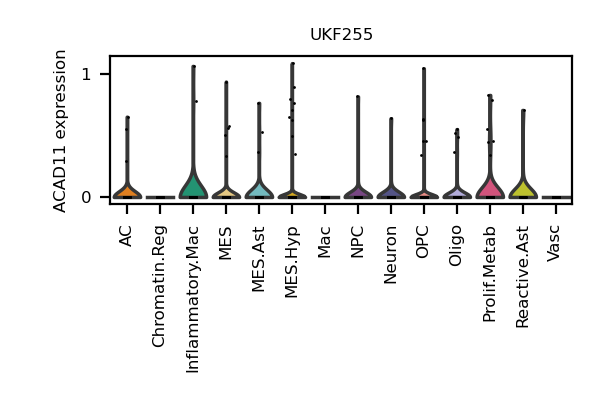 UKF255
ACAD11 expression
1
0
AC
Chromatin.Reg
Inflammatory.Mac
MES
MES.Ast
MES.Hyp
Mac
NPC
Neuron
OPC
Oligo
Prolif.Metab
Reactive.Ast
Vasc